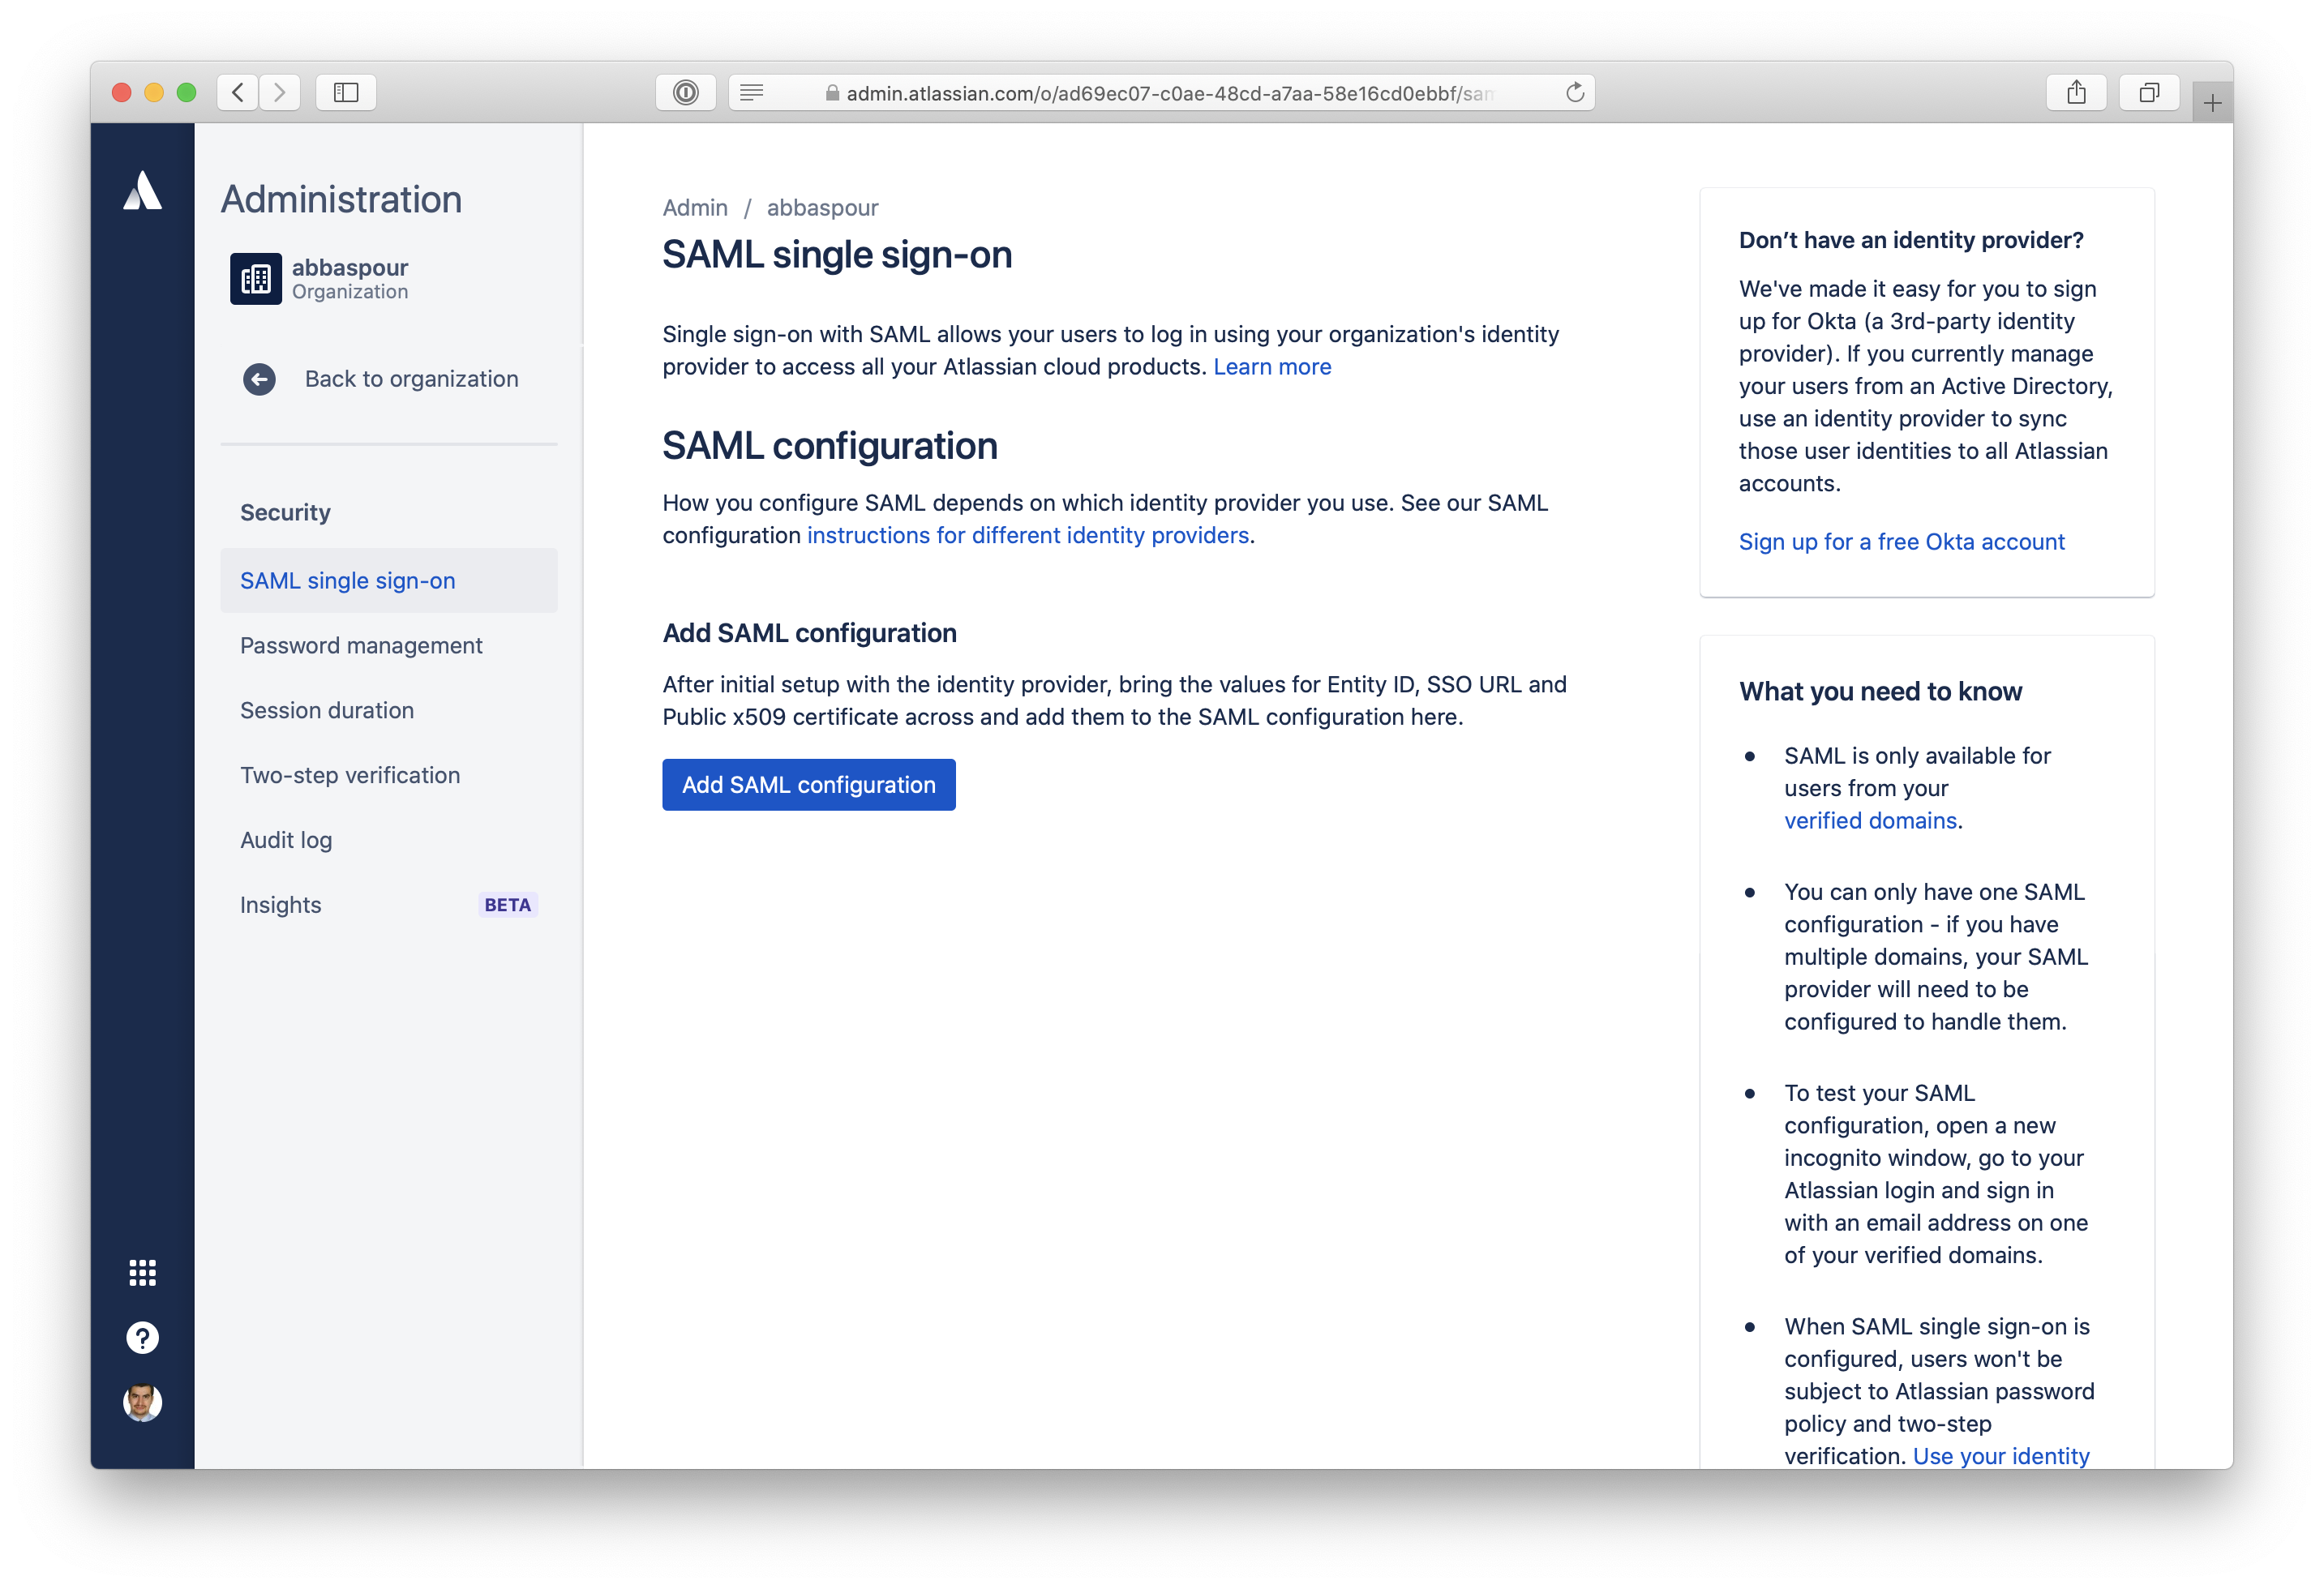 admin.atlassian.com/o/ad69ec07-c0ae-48cd-a7aa-58e16cd0ebbf/sam
Administration
abbaspour
Organization
Back to organization
Security
SAML single sign-on
Password management
Session duration
Two-step verification
Audit log
Insights BETA
Admin / abbaspour
SAML single sign-on
Single sign-on with SAML allows your users to log in using your organization's identity
provider to access all your Atlassian cloud products. Learn more
SAML configuration
How you configure SAML depends on which identity provider you use. See our SAML
configuration instructions for different identity providers.
Add SAML configuration
After initial setup with the identity provider, bring the values for Entity ID, SSO URL and
Public x509 certificate across and add them to the SAML configuration here.
Add SAML configuration
Don’t have an identity provider?
We've made it easy for you to sign
up for Okta (a 3rd-party identity
provider). If you currently manage
your users from an Active Directory,
use an identity provider to sync
those user identities to all Atlassian
accounts.
Sign up for a free Okta account
What you need to know
• SAML is only available for
users from your
verified domains.
• You can only have one SAML
configuration - if you have
multiple domains, your SAML
provider will need to be
configured to handle them.
• To test your SAML
configuration, open a new
incognito window, go to your
Atlassian login and sign in
with an email address on one
of your verified domains.
• When SAML single sign-on is
configured, users won't be
subject to Atlassian password
policy and two-step
verification. Use your identity